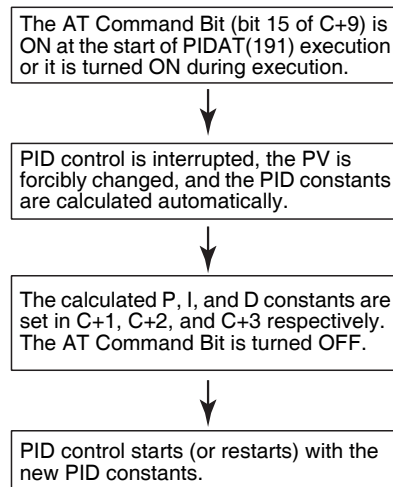 The AT Command Bit (bit 15 of C+9) is
ON at the start of PIDAT(191) execution
or it is turned ON during execution.
PID control is interrupted, the PV is
forcibly changed, and the PID constants
are calculated automatically.
The calculated P, I, and D constants are
set in C+1, C+2, and C+3 respectively.
The AT Command Bit is turned OFF.
PID control starts (or restarts) with the
new PID constants.